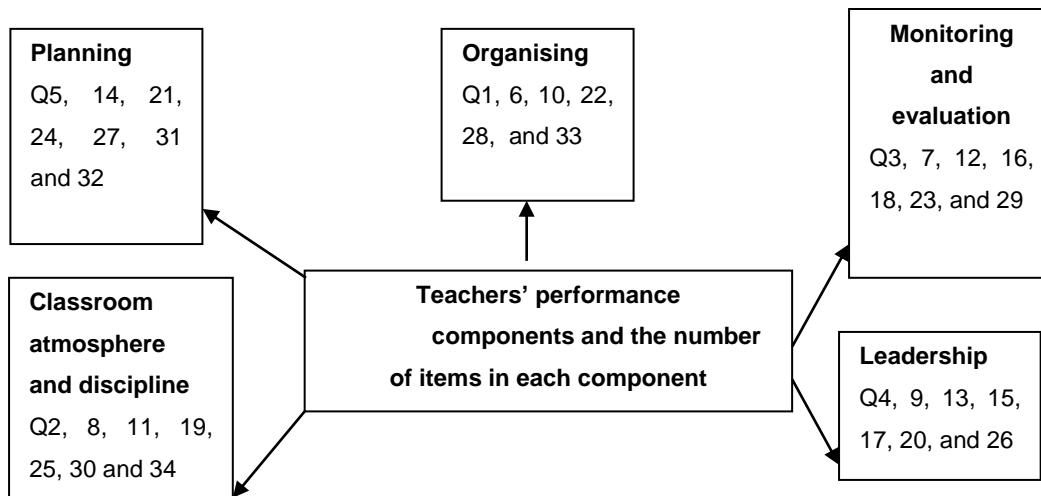 Planning
Q5, 14, 21,
24, 27, 31
and 32
Organising
Q1, 6, 10, 22,
28, and 33
Monitoring
and
evaluation
Q3, 7, 12, 16,
18, 23, and 29
Teachers’ performance
components and the number
of items in each component
Classroom
atmosphere
and discipline
Q2, 8, 11, 19,
25, 30 and 34
Leadership
Q4, 9, 13, 15,
17, 20, and 26